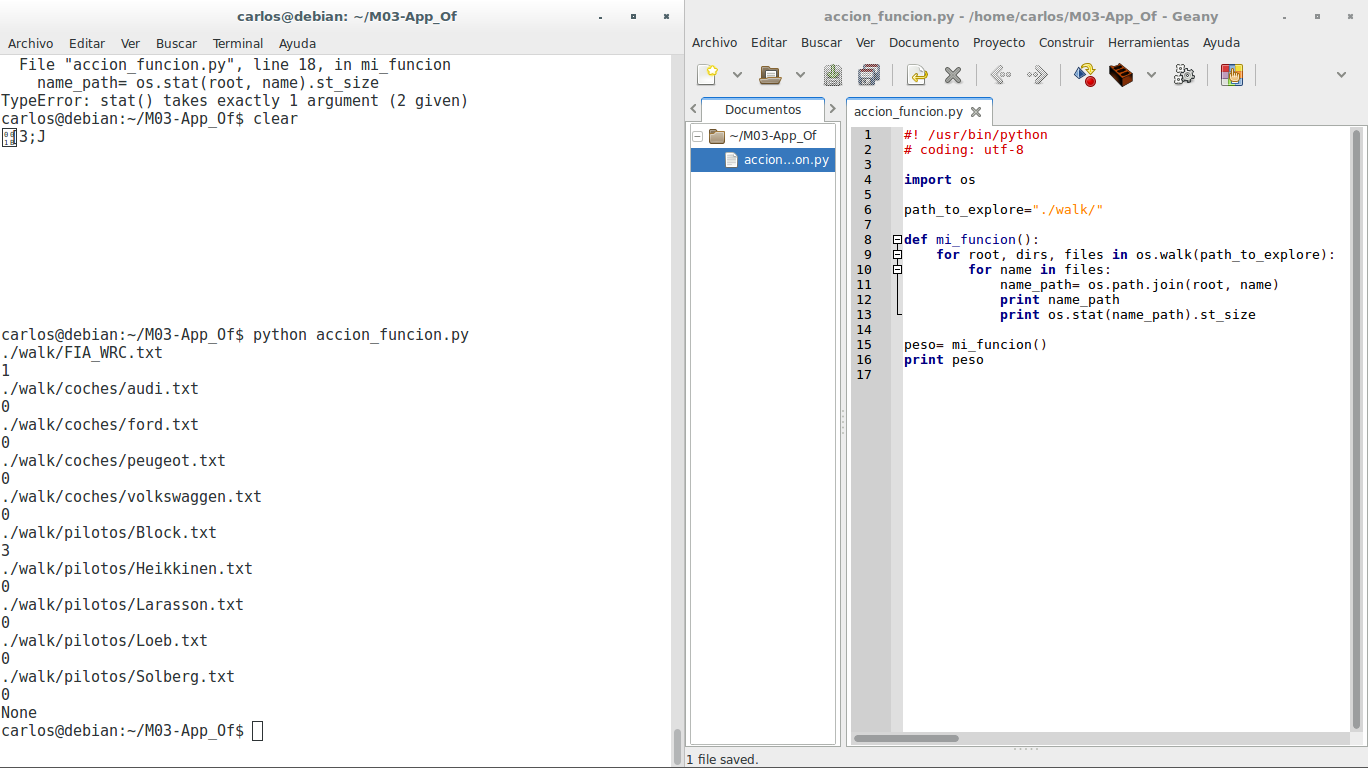 carlos@debian: ~/M03-App_Of
Archivo Editar Ver Buscar Terminal Ayuda
  File "accion_funcion.py", line 18, in mi_funcion
    name_path= os.stat(root, name).st_size
TypeError: stat() takes exactly 1 argument (2 given)
carlos@debian:~/M03-App_Of$ clear
3;J
carlos@debian:~/M03-App_Of$ python accion_funcion.py
./walk/FIA_WRC.txt
1
./walk/coches/audi.txt
0
./walk/coches/ford.txt
0
./walk/coches/peugeot.txt
0
./walk/coches/volkswaggen.txt
0
./walk/pilotos/Block.txt
3
./walk/pilotos/Heikkinen.txt
0
./walk/pilotos/Larasson.txt
0
./walk/pilotos/Loeb.txt
0
./walk/pilotos/Solberg.txt
0
None
carlos@debian:~/M03-App_Of$
accion_funcion.py - /home/carlos/M03-App_Of - Geany
Archivo Editar Buscar Ver Documento Proyecto Construir Herramientas Ayuda
Documentos
~/M03-App_Of
accion...on.py
accion_funcion.py
1 #! /usr/bin/python
2 # coding: utf-8
3
4 import os
5
6 path_to_explore="./walk/"
7
8 def mi_funcion():
9     for root, dirs, files in os.walk(path_to_explore):
10         for name in files:
11             name_path= os.path.join(root, name)
12             print name_path
13             print os.stat(name_path).st_size
14
15 peso= mi_funcion()
16 print peso
17
1 file saved.